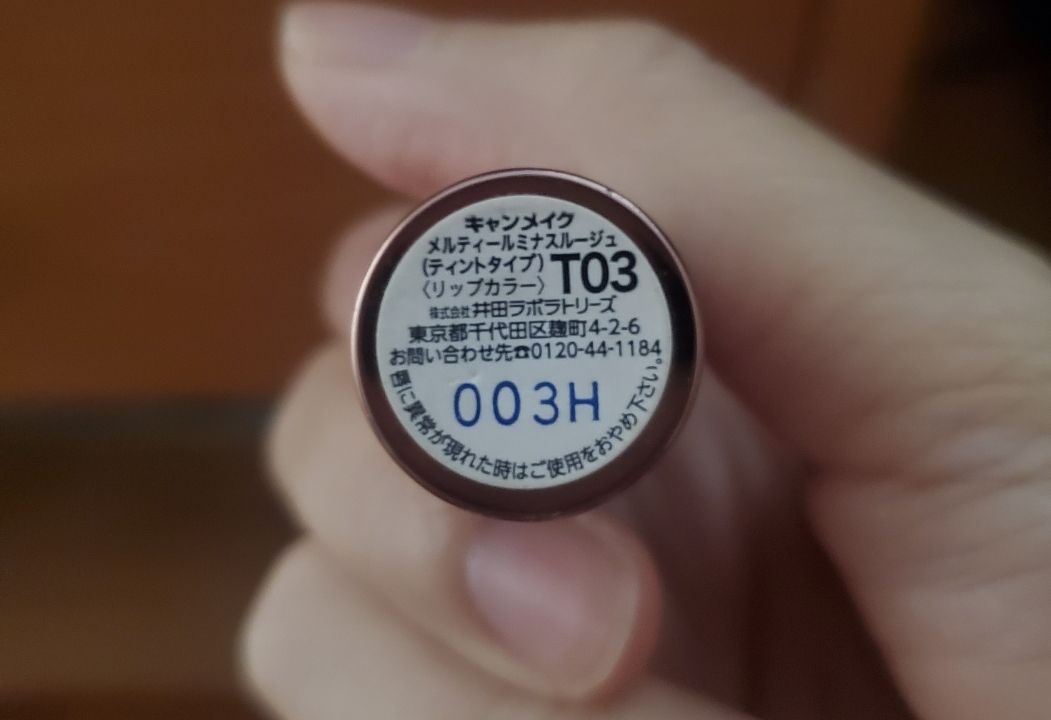 キャンメイク
メルティールミナスルージュ
(ティントタイプ)
〈リップカラー〉
T03
株式会社井田ラボラトリーズ
東京都千代田区麹町4-2-6
お問い合わせ先☎0120-44-1184
003H
唇に異常が現れた時はご使用をおやめ下さい。